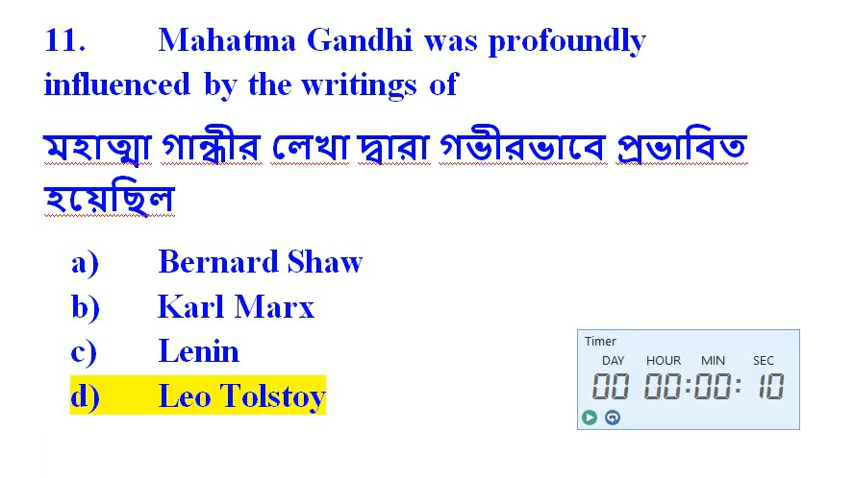 11. Mahatma Gandhi was profoundly
influenced by the writings of
মহাত্মা গান্ধীর লেখা দ্বারা গভীরভাবে প্রভাবিত
হয়েছিল
a) Bernard Shaw
b) Karl Marx
c) Lenin
d) Leo Tolstoy
Timer
DAY HOUR MIN SEC
00 00:00: 10